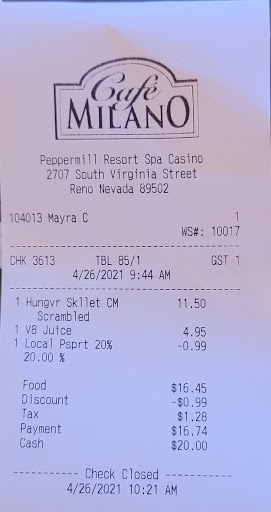 Café
MILANO
Peppermill Resort Spa Casino
2707 South Virginia Street
Reno Nevada 89502
104013 Mayra C 1
WS#: 10017
CHK 3613 TBL 85/1 GST 1
4/26/2021 9:44 AM
1 Hungvr Skllet CM 11.50
Scrambled
1 V8 Juice 4.95
1 Local Psprt 20% -0.99
20.00 %
Food $16.45
Discount -$0.99
Tax $1.28
Payment $16.74
Cash $20.00
----------- Check Closed -----------
4/26/2021 10:21 AM